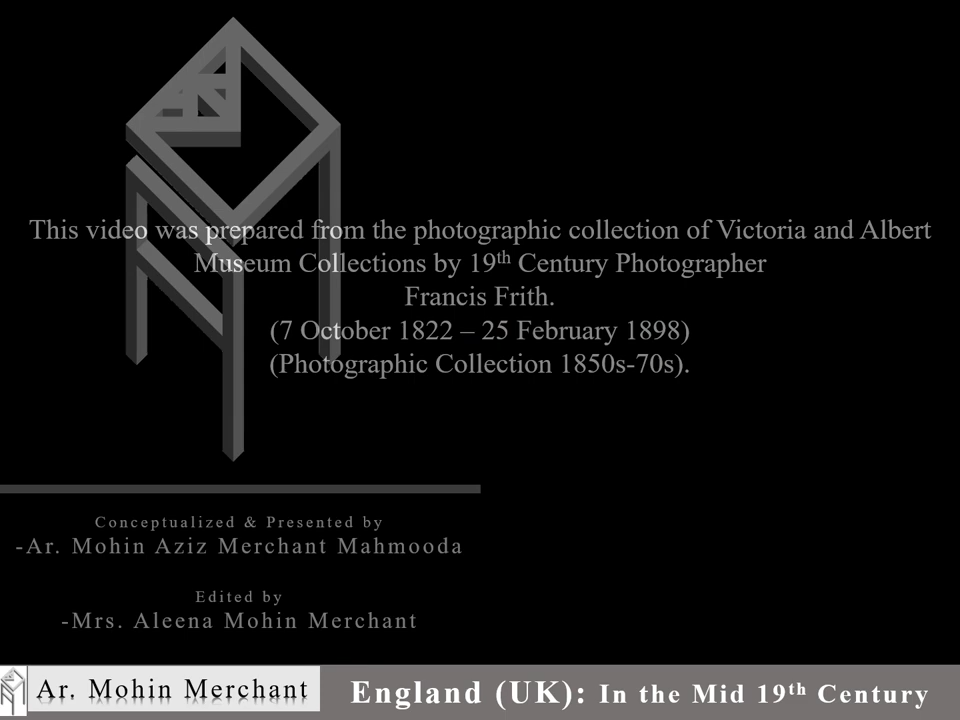 This video was prepared from the photographic collection of Victoria and Albert
Museum Collections by 19th Century Photographer
Francis Frith.
(7 October 1822 – 25 February 1898)
(Photographic Collection 1850s-70s).
Conceptualized & Presented by
-Ar. Mohin Aziz Merchant Mahmooda
Edited by
-Mrs. Aleena Mohin Merchant
Ar. Mohin Merchant
England (UK): In the Mid 19th Century